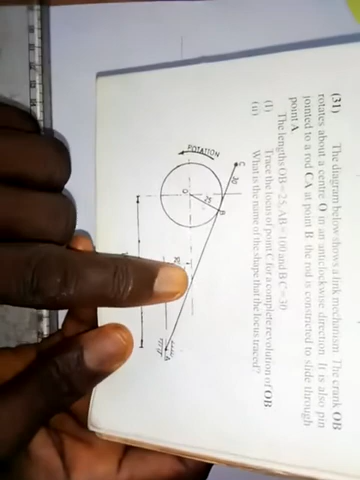 (31) The diagram below shows a link mechanism. The crank OB
rotates about a centre O in an anticlockwise direction. It is also pin
jointed to a rod CA at point B. the rod is constricted to slide through
point A.
The lengths OB=25, AB=100 and BC=30
(I) Trace the locus of point C for a complete revolution of OB
(ii) What is the name of the shape that the locus traced?
C
30
B
25
O
ROTATION
A